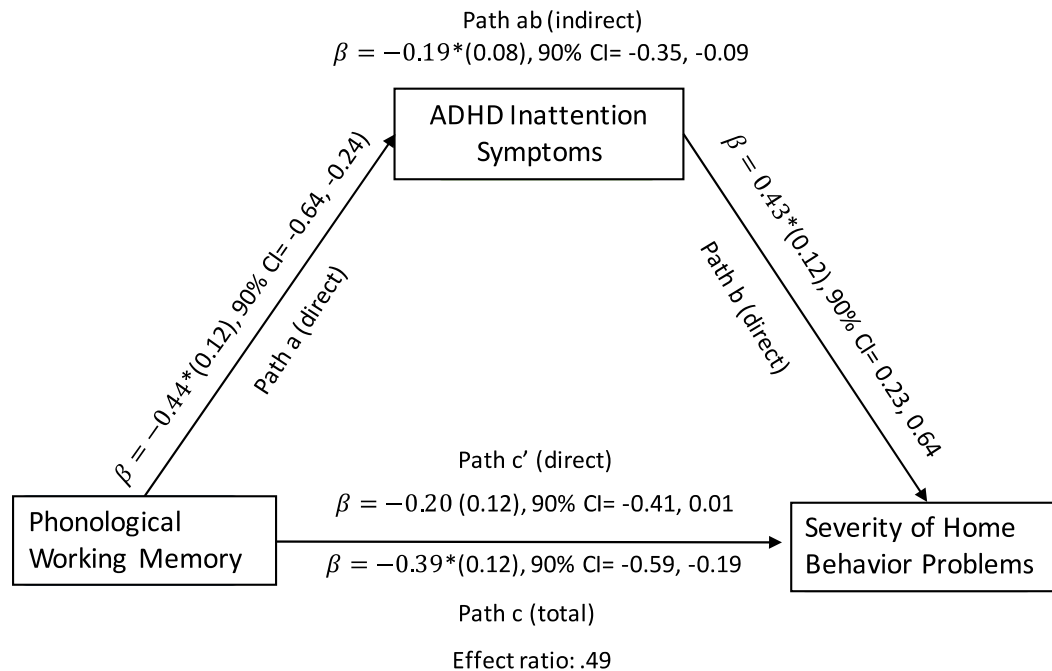 Path ab (indirect)
β = −0.19*(0.08), 90% CI= -0.35, -0.09
ADHD Inattention
Symptoms
β = −0.44*(0.12), 90% CI= -0.64, -0.24)
Path a (direct)
β = 0.43*(0.12), 90% CI= 0.23, 0.64
Path b (direct)
Path c’ (direct)
β = −0.20 (0.12), 90% CI= -0.41, 0.01
Phonological
Working Memory
Severity of Home
Behavior Problems
β = −0.39*(0.12), 90% CI= -0.59, -0.19
Path c (total)
Effect ratio: .49